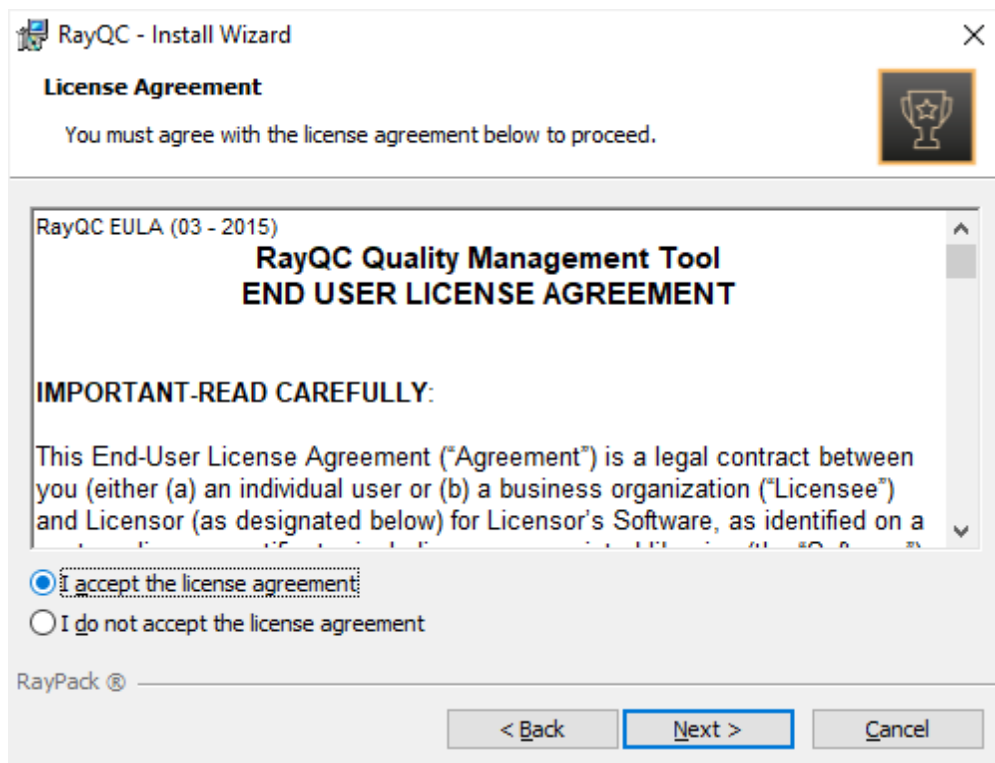 RayQC - Install Wizard
License Agreement
You must agree with the license agreement below to proceed.
RayQC EULA (03 - 2015)
RayQC Quality Management Tool
END USER LICENSE AGREEMENT
IMPORTANT-READ CAREFULLY:
This End-User License Agreement (“Agreement”) is a legal contract between
you (either (a) an individual user or (b) a business organization (“Licensee”)
and Licensor (as designated below) for Licensor’s Software, as identified on a
I accept the license agreement
I do not accept the license agreement
RayPack ®
< Back
Next >
Cancel